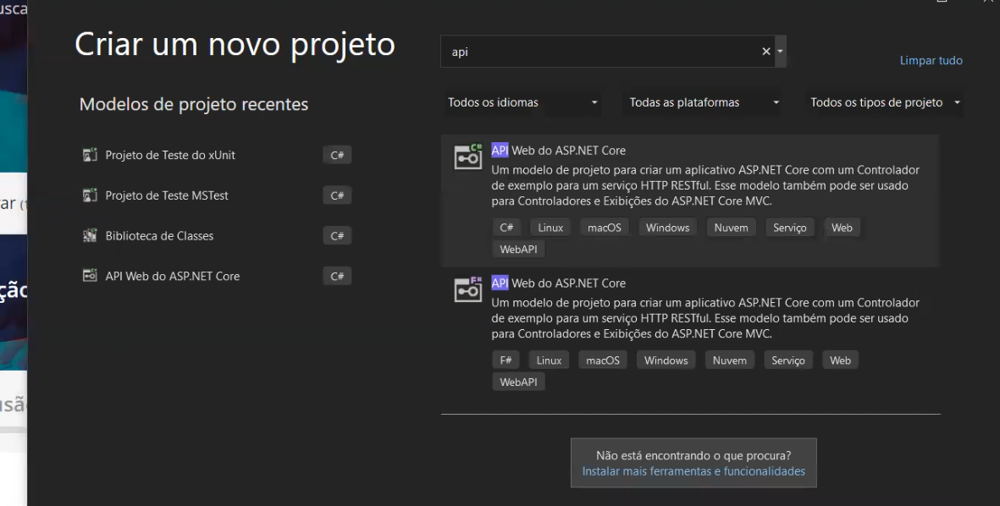 Criar um novo projeto
api
Limpar tudo
Modelos de projeto recentes
Todos os idiomas
Todas as plataformas
Todos os tipos de projeto
Projeto de Teste do xUnit
C#
Projeto de Teste MSTest
C#
Biblioteca de Classes
C#
API Web do ASP.NET Core
C#
API Web do ASP.NET Core
Um modelo de projeto para criar um aplicativo ASP.NET Core com um Controlador
de exemplo para um serviço HTTP RESTful. Esse modelo também pode ser usado
para Controladores e Exibições do ASP.NET Core MVC.
C# Linux macOS Windows Nuvem Serviço Web
WebAPI
API Web do ASP.NET Core
Um modelo de projeto para criar um aplicativo ASP.NET Core com um Controlador
de exemplo para um serviço HTTP RESTful. Esse modelo também pode ser usado
para Controladores e Exibições do ASP.NET Core MVC.
F# Linux macOS Windows Nuvem Serviço Web
WebAPI
Não está encontrando o que procura?
Instalar mais ferramentas e funcionalidades